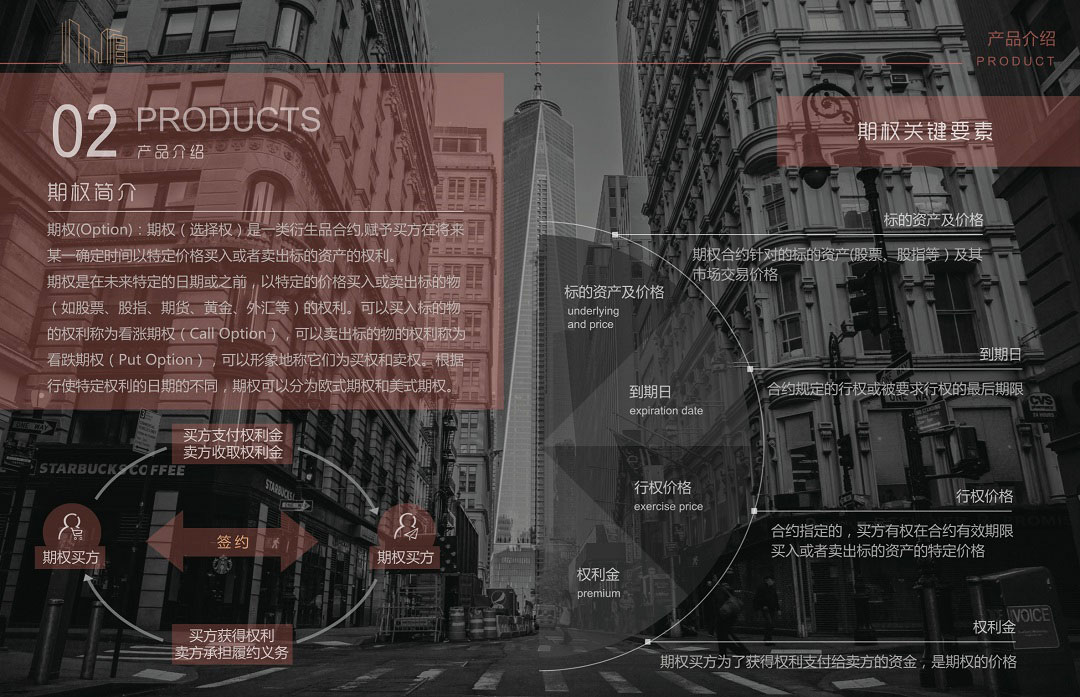 产品介绍
PRODUCT
02 PRODUCTS
产品介绍
期权简介
期权(Option)：期权（选择权）是一类衍生品合约,赋予买方在将来
某一确定时间以特定价格买入或者卖出标的资产的权利。
期权是在未来特定的日期或之前，以特定的价格买入或卖出标的物
（如股票、股指、期货、黄金、外汇等）的权利。可以买入标的物
的权利称为看涨期权（Call Option），可以卖出标的物的权利称为
看跌期权（Put Option），可以形象地称它们为买权和卖权。根据
行使特定权利的日期的不同，期权可以分为欧式期权和美式期权。
买方支付权利金
卖方收取权利金
期权买方
签约
期权买方
买方获得权利
卖方承担履约义务
STARBUCKS COFFEE
STARBUCKS
标的资产及价格
underlying
and price
到期日
expiration date
行权价格
exercise price
权利金
premium
期权关键要素
标的资产及价格
期权合约针对的标的资产(股票、股指等）及其
市场交易价格
到期日
合约规定的行权或被要求行权的最后期限
行权价格
合约指定的，买方有权在合约有效期限
买入或者卖出标的资产的特定价格
权利金
期权买方为了获得权利支付给卖方的资金，是期权的价格
CVS
VOICE